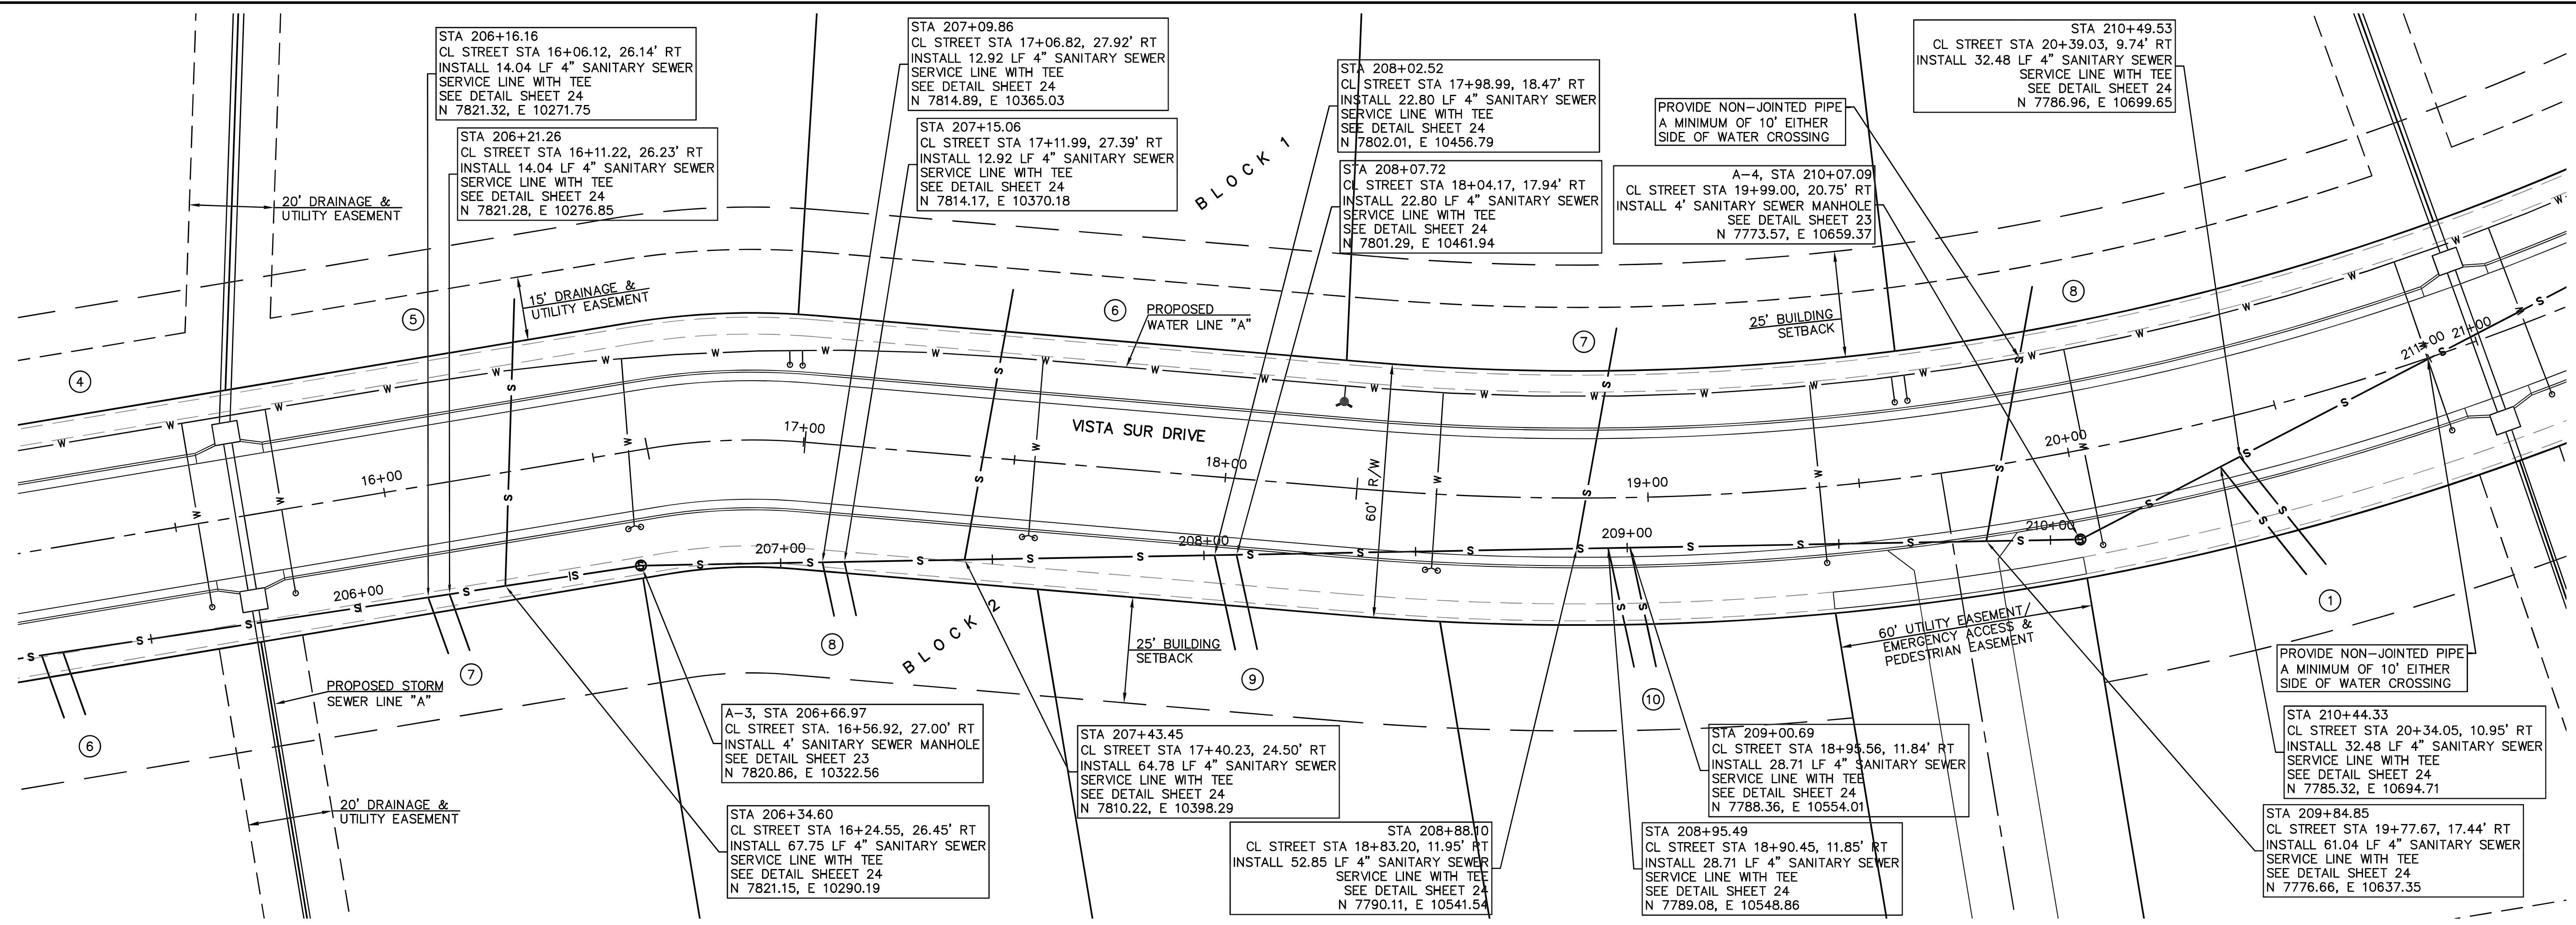 STA 206+16.16
CL STREET STA 16+06.12, 26.14' RT
INSTALL 14.04 LF 4" SANITARY SEWER
SERVICE LINE WITH TEE
SEE DETAIL SHEET 24
N 7821.32, E 10271.75
STA 206+21.26
CL STREET STA 16+11.22, 26.23' RT
INSTALL 14.04 LF 4" SANITARY SEWER
SERVICE LINE WITH TEE
SEE DETAIL SHEET 24
N 7821.28, E 10276.85
STA 207+09.86
CL STREET STA 17+06.82, 27.92' RT
INSTALL 12.92 LF 4" SANITARY SEWER
SERVICE LINE WITH TEE
SEE DETAIL SHEET 24
N 7814.89, E 10365.03
STA 207+15.06
CL STREET STA 17+11.99, 27.39' RT
INSTALL 12.92 LF 4" SANITARY SEWER
SERVICE LINE WITH TEE
SEE DETAIL SHEET 24
N 7814.17, E 10370.18
STA 208+02.52
CL STREET STA 17+98.99, 18.47' RT
INSTALL 22.80 LF 4" SANITARY SEWER
SERVICE LINE WITH TEE
SEE DETAIL SHEET 24
N 7802.01, E 10456.79
STA 208+07.72
CL STREET STA 18+04.17, 17.94' RT
INSTALL 22.80 LF 4" SANITARY SEWER
SERVICE LINE WITH TEE
SEE DETAIL SHEET 24
N 7801.29, E 10461.94
PROVIDE NON-JOINTED PIPE
A MINIMUM OF 10' EITHER
SIDE OF WATER CROSSING
A-4, STA 210+07.09
CL STREET STA 19+99.00, 20.75' RT
INSTALL 4' SANITARY SEWER MANHOLE
SEE DETAIL SHEET 23
N 7773.57, E 10659.37
STA 210+49.53
CL STREET STA 20+39.03, 9.74' RT
INSTALL 32.48 LF 4" SANITARY SEWER
SERVICE LINE WITH TEE
SEE DETAIL SHEET 24
N 7786.96, E 10699.65
20' DRAINAGE &
UTILITY EASEMENT
15' DRAINAGE &
UTILITY EASEMENT
BLOCK 1
PROPOSED
WATER LINE "A"
25' BUILDING
SETBACK
4
5
6
7
8
VISTA SUR DRIVE
60' R/W
16+00
17+00
18+00
19+00
20+00
21+00
206+00
207+00
208+00
209+00
210+00
211+00
6
7
8
9
10
1
BLOCK 2
25' BUILDING
SETBACK
60' UTILITY EASEMENT/
EMERGENCY ACCESS &
PEDESTRIAN EASEMENT
PROPOSED STORM
SEWER LINE "A"
20' DRAINAGE &
UTILITY EASEMENT
A-3, STA 206+66.97
CL STREET STA. 16+56.92, 27.00' RT
INSTALL 4' SANITARY SEWER MANHOLE
SEE DETAIL SHEET 23
N 7820.86, E 10322.56
STA 206+34.60
CL STREET STA 16+24.55, 26.45' RT
INSTALL 67.75 LF 4" SANITARY SEWER
SERVICE LINE WITH TEE
SEE DETAIL SHEEET 24
N 7821.15, E 10290.19
STA 207+43.45
CL STREET STA 17+40.23, 24.50' RT
INSTALL 64.78 LF 4" SANITARY SEWER
SERVICE LINE WITH TEE
SEE DETAIL SHEET 24
N 7810.22, E 10398.29
STA 208+88.10
CL STREET STA 18+83.20, 11.95' RT
INSTALL 52.85 LF 4" SANITARY SEWER
SERVICE LINE WITH TEE
SEE DETAIL SHEET 24
N 7790.11, E 10541.54
STA 209+00.69
CL STREET STA 18+95.56, 11.84' RT
INSTALL 28.71 LF 4" SANITARY SEWER
SERVICE LINE WITH TEE
SEE DETAIL SHEET 24
N 7788.36, E 10554.01
STA 208+95.49
CL STREET STA 18+90.45, 11.85' RT
INSTALL 28.71 LF 4" SANITARY SEWER
SERVICE LINE WITH TEE
SEE DETAIL SHEET 24
N 7789.08, E 10548.86
PROVIDE NON-JOINTED PIPE
A MINIMUM OF 10' EITHER
SIDE OF WATER CROSSING
STA 210+44.33
CL STREET STA 20+34.05, 10.95' RT
INSTALL 32.48 LF 4" SANITARY SEWER
SERVICE LINE WITH TEE
SEE DETAIL SHEET 24
N 7785.32, E 10694.71
STA 209+84.85
CL STREET STA 19+77.67, 17.44' RT
INSTALL 61.04 LF 4" SANITARY SEWER
SERVICE LINE WITH TEE
SEE DETAIL SHEET 24
N 7776.66, E 10637.35